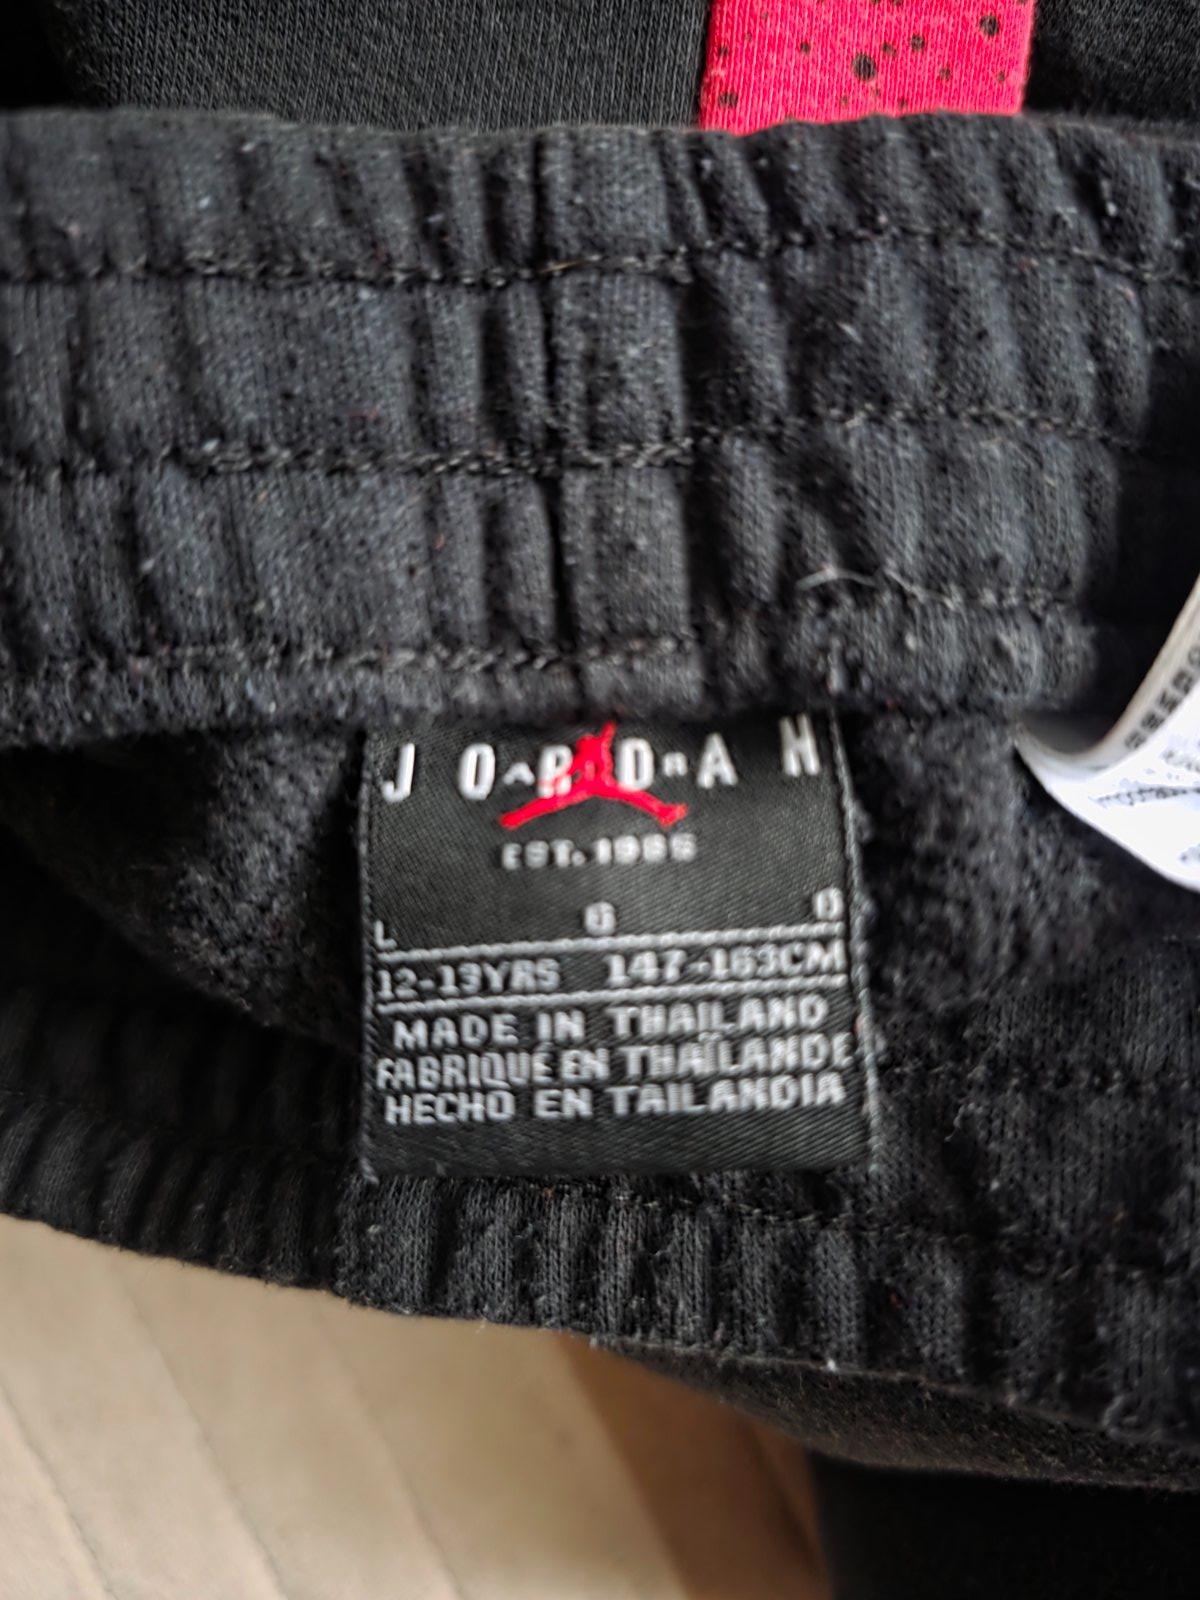 JORDAN
EST. 1985
L G G
12-13YRS 147-163CM
MADE IN THAILAND
FABRIQUÉ EN THAÏLANDE
HECHO EN TAILANDIA